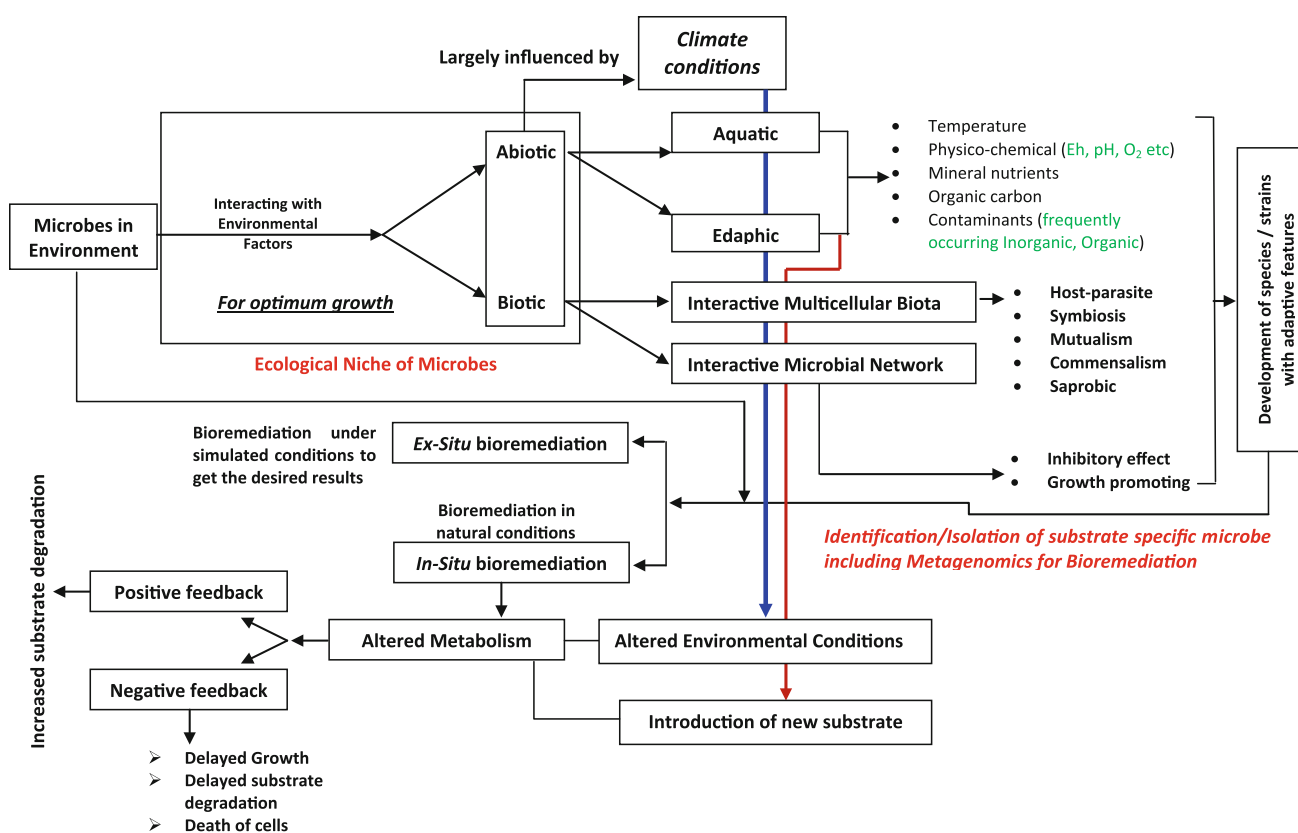 Largely influenced by
Climate
conditions
Microbes in
Environment
Interacting with
Environmental
Factors
For optimum growth
Abiotic
Biotic
Ecological Niche of Microbes
Aquatic
Edaphic
Interactive Multicellular Biota
Interactive Microbial Network
• Temperature
• Physico-chemical (Eh, pH, O₂ etc)
• Mineral nutrients
• Organic carbon
• Contaminants (frequently
occurring Inorganic, Organic)
• Host-parasite
• Symbiosis
• Mutualism
• Commensalism
• Saprobic
• Inhibitory effect
• Growth promoting
Development of species / strains
with adaptive features
Identification/Isolation of substrate specific microbe
including Metagenomics for Bioremediation
Bioremediation under
simulated conditions to
get the desired results
Ex-Situ bioremediation
Bioremediation in
natural conditions
In-Situ bioremediation
Altered Metabolism
Altered Environmental Conditions
Introduction of new substrate
Positive feedback
Negative feedback
Increased substrate degradation
➢ Delayed Growth
➢ Delayed substrate
degradation
➢ Death of cells